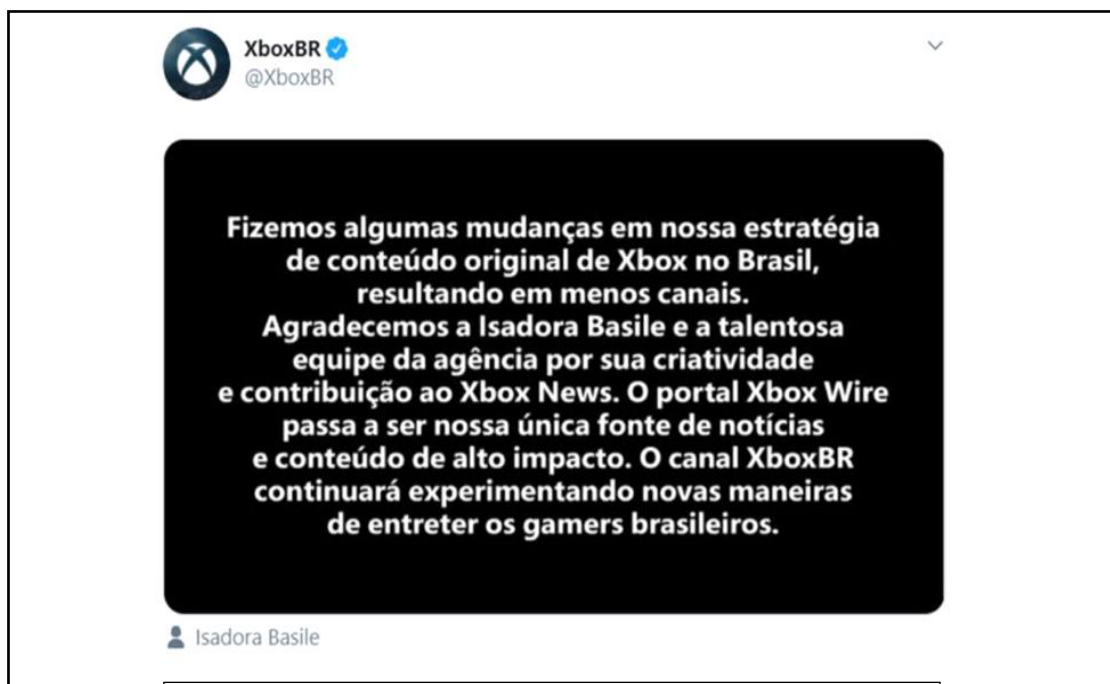 XboxBR
@XboxBR
Fizemos algumas mudanças em nossa estratégia
de conteúdo original de Xbox no Brasil,
resultando em menos canais.
Agradecemos a Isadora Basile e a talentosa
equipe da agência por sua criatividade
e contribuição ao Xbox News. O portal Xbox Wire
passa a ser nossa única fonte de notícias
e conteúdo de alto impacto. O canal XboxBR
continuará experimentando novas maneiras
de entreter os gamers brasileiros.
Isadora Basile